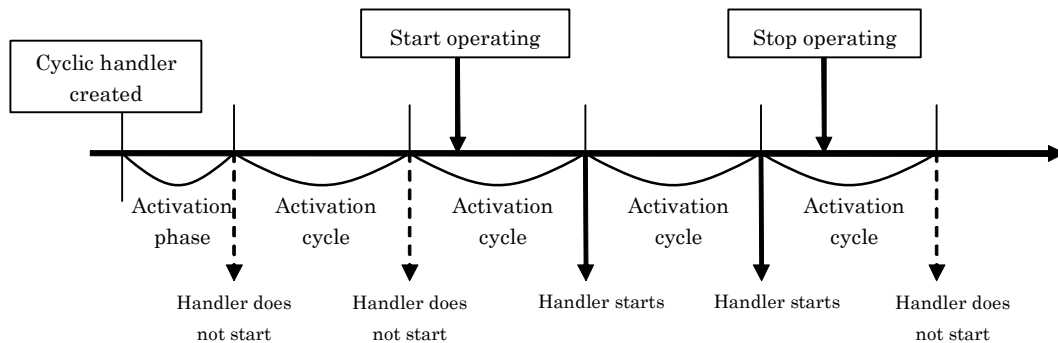 Start operating
Stop operating
Cyclic handler
created
Activation
phase
Activation
cycle
Activation
cycle
Activation
cycle
Activation
cycle
Handler does
not start
Handler does
not start
Handler starts
Handler starts
Handler does
not start